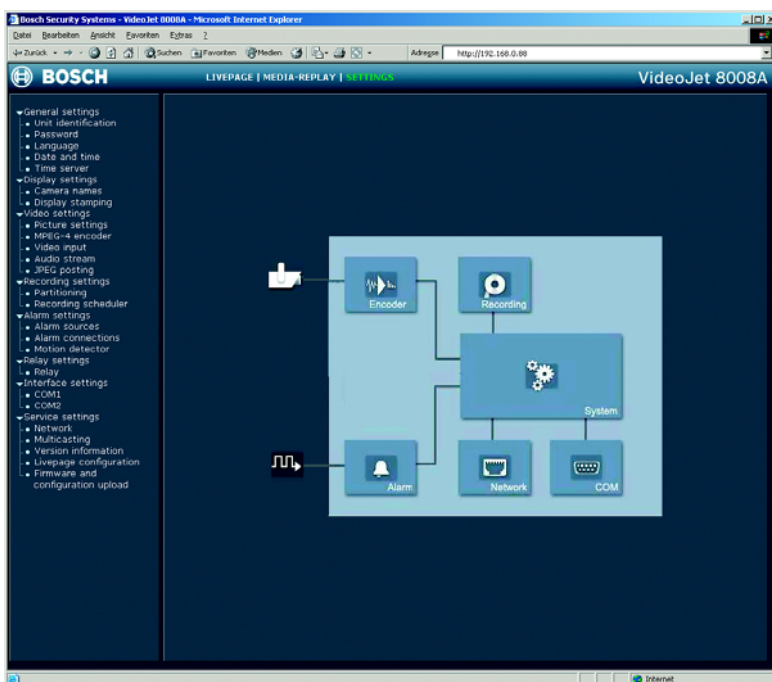 Bosch Security Systems - VideoJet 8008A - Microsoft Internet Explorer
Datei Bearbeiten Ansicht Favoriten Extras ?
Zurück Suchen Favoriten Medien Adresse http://192.168.0.88
BOSCH LIVEPAGE | MEDIA-REPLAY | SETTINGS VideoJet 8008A
General settings
Unit identification
Password
Language
Date and time
Time server
Display settings
Camera names
Display stamping
Video settings
Picture settings
MPEG-4 encoder
Video input
Audio stream
JPEG posting
Recording settings
Partitioning
Recording scheduler
Alarm settings
Alarm sources
Alarm connections
Motion detector
Relay settings
Relay
Interface settings
COM1
COM2
Service settings
Network
Multicasting
Version information
Livepage configuration
Firmware and
configuration upload
Encoder
Recording
System
Alarm
Network
COM
Internet